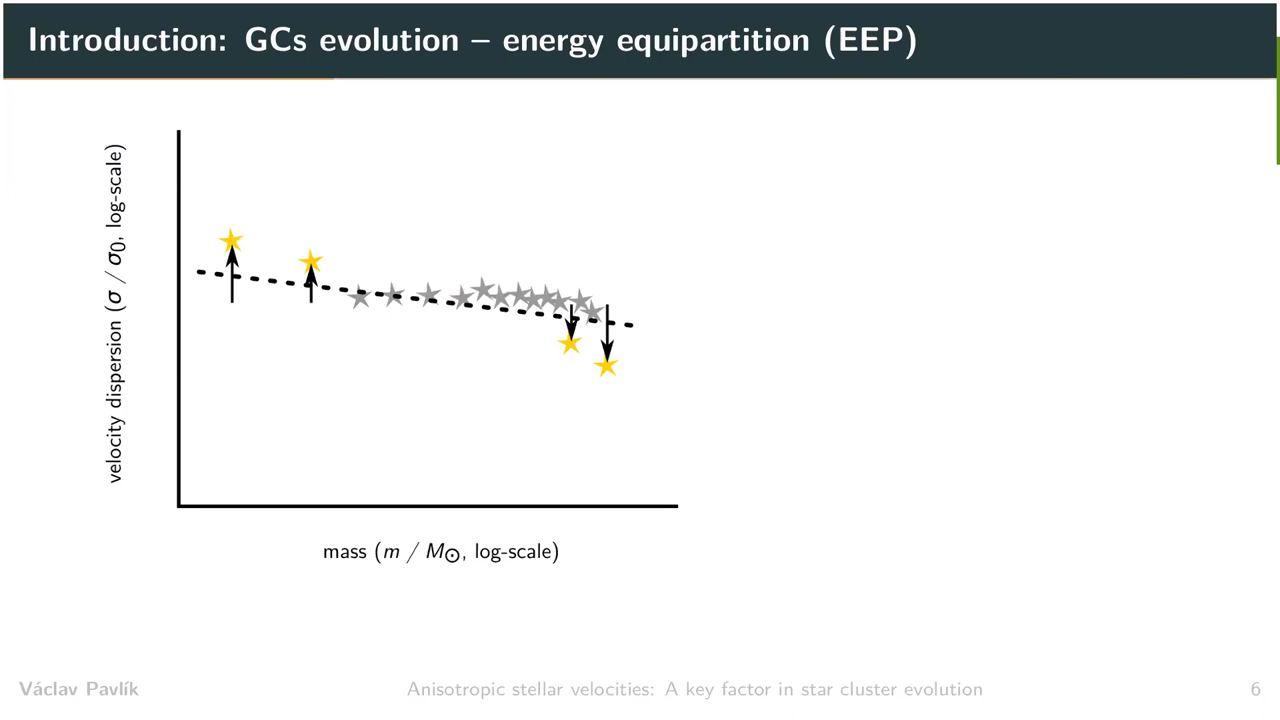 Introduction: GCs evolution – energy equipartition (EEP)
velocity dispersion (σ / σ₀, log-scale)
mass (m / M⊙, log-scale)
Václav Pavlík
Anisotropic stellar velocities: A key factor in star cluster evolution
6